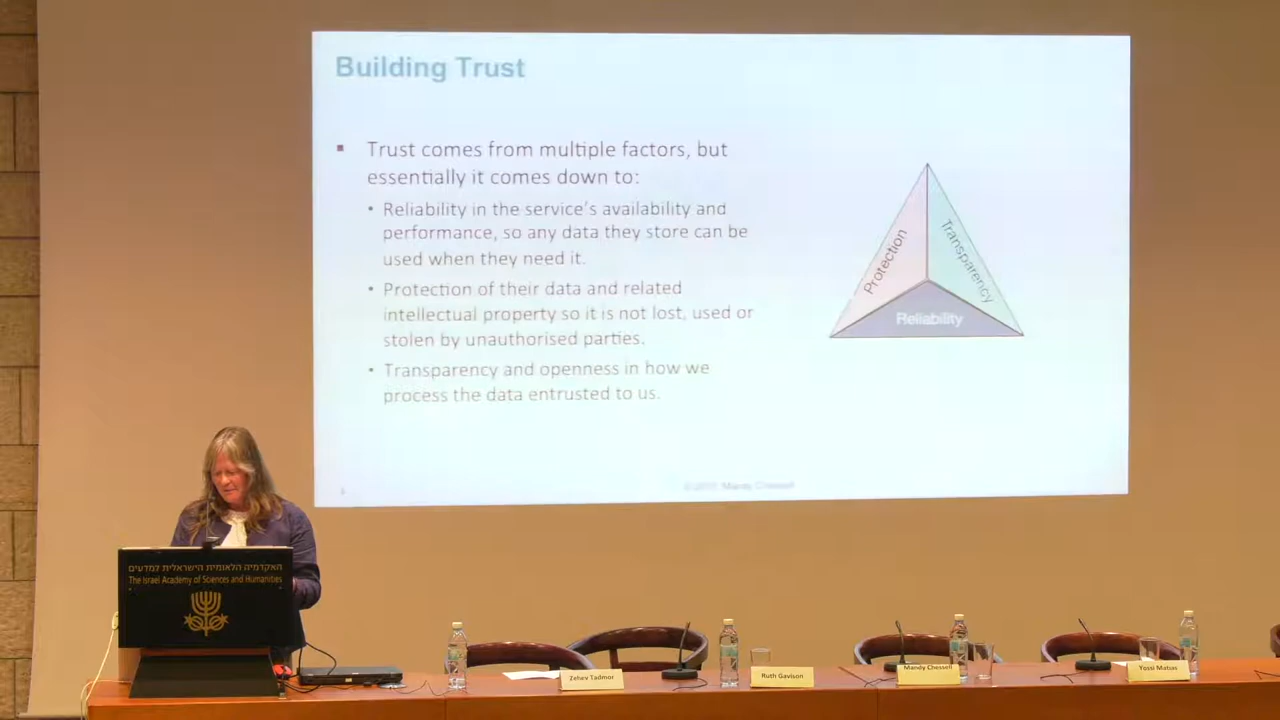 Building Trust
▪ Trust comes from multiple factors, but
essentially it comes down to:
• Reliability in the service's availability and
performance, so any data they store can be
used when they need it.
• Protection of their data and related
intellectual property so it is not lost, used or
stolen by unauthorised parties.
• Transparency and openness in how we
process the data entrusted to us.
Protection
Transparency
Reliability
Mandy Chessell
האקדמיה הלאומית הישראלית למדעים
The Israel Academy of Sciences and Humanities
Zehev Tadmor
Ruth Gavison
Mandy Chessell
Yossi Matias